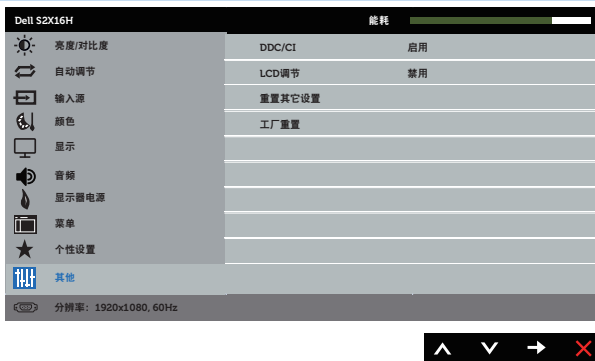 Dell S2X16H 能耗
亮度/对比度 DDC/CI 启用
自动调节 LCD调节 禁用
输入源 重置其它设置
颜色 工厂重置
显示
音频
显示器电源
菜单
个性设置
其他
分辨率：1920x1080, 60Hz